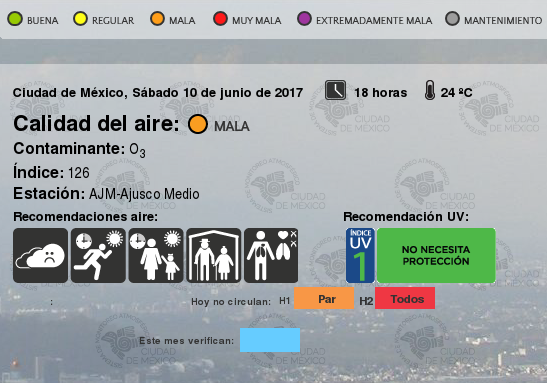 BUENA REGULAR MALA MUY MALA EXTREMADAMENTE MALA MANTENIMIENTO
Ciudad de México, Sábado 10 de junio de 2017 18 horas 24 ºC
Calidad del aire: MALA
Contaminante: O3
Índice: 126
Estación: AJM-Ajusco Medio
Recomendaciones aire: Recomendación UV:
ÍNDICE
UV
1
NO NECESITA
PROTECCIÓN
: Hoy no circulan: H1 Par H2 Todos
Este mes verifican:
CIUDAD
DE MÉXICO